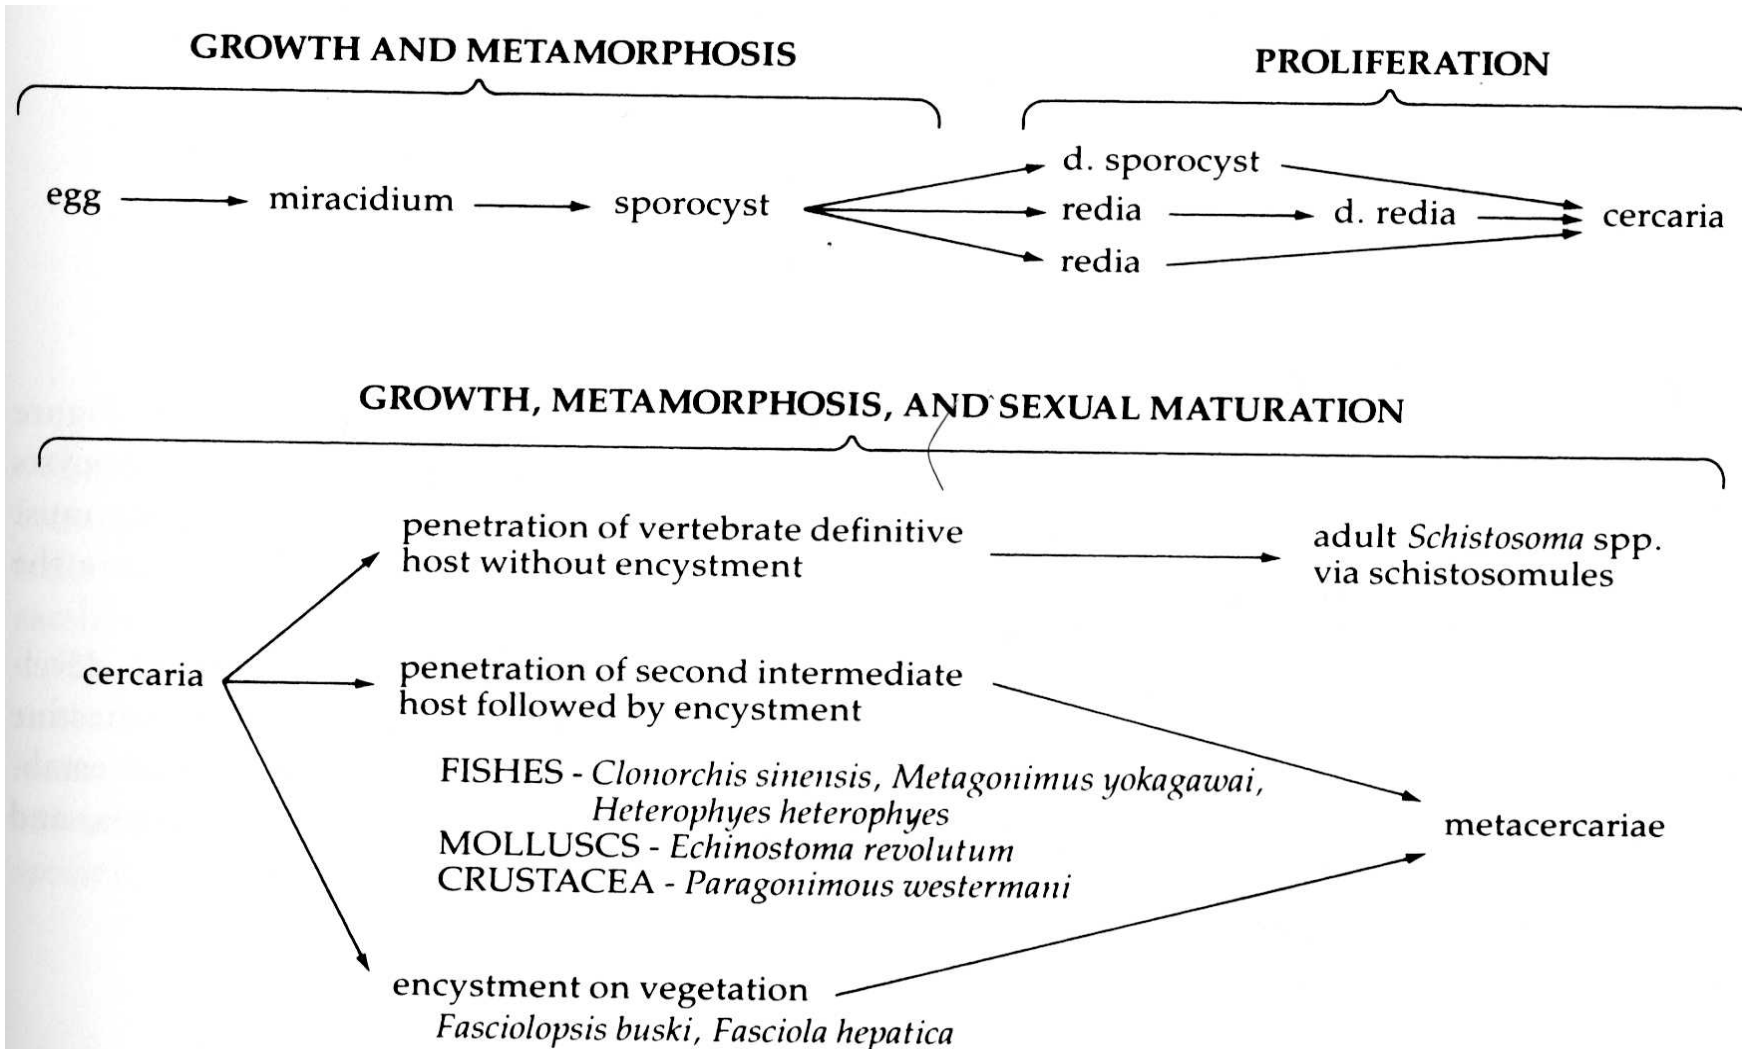 GROWTH AND METAMORPHOSIS
PROLIFERATION
d. sporocyst
egg miracidium sporocyst redia d. redia cercaria
redia
GROWTH, METAMORPHOSIS, AND SEXUAL MATURATION
penetration of vertebrate definitive
host without encystment
adult Schistosoma spp.
via schistosomules
cercaria
penetration of second intermediate
host followed by encystment
FISHES - Clonorchis sinensis, Metagonimus yokagawai,
Heterophyes heterophyes
MOLLUSCS - Echinostoma revolutum
CRUSTACEA - Paragonimous westermani
metacercariae
encystment on vegetation
Fasciolopsis buski, Fasciola hepatica